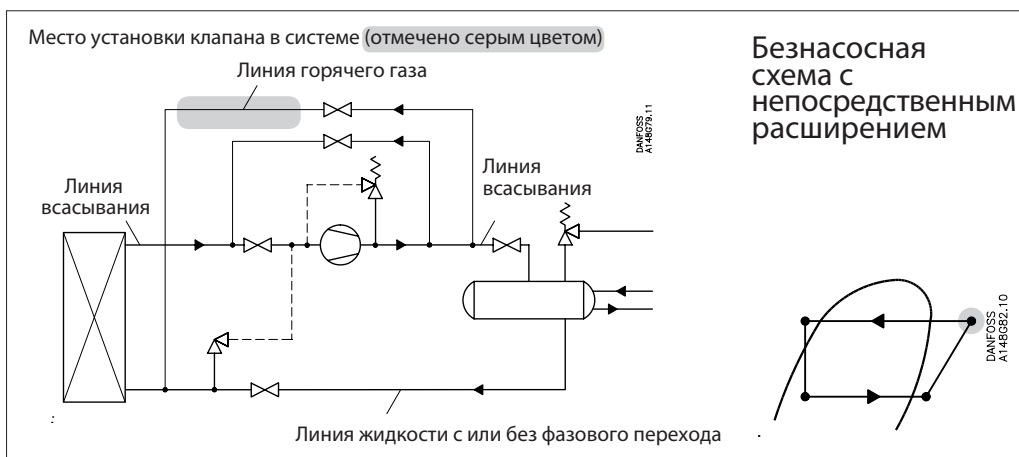 Место установки клапана в системе (отмечено серым цветом)
Линия горячего газа
Безнасосная
схема с
непосредственным
расширением
DANFOSS
A148G79.11
Линия
всасывания
Линия
всасывания
DANFOSS
A148G82.10
Линия жидкости с или без фазового перехода